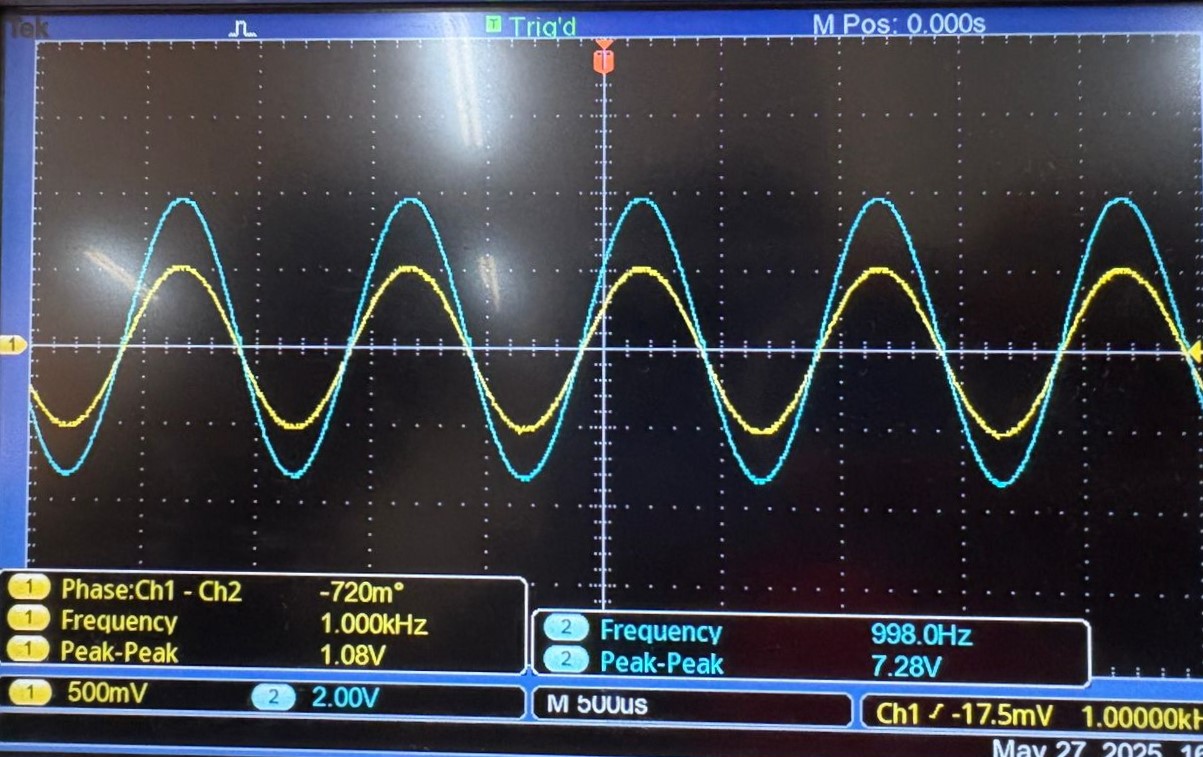 Tek Trig'd M Pos: 0.000s
T
1
1 Phase:Ch1 - Ch2 -720m°
1 Frequency 1.000kHz
1 Peak-Peak 1.08V
2 Frequency 998.0Hz
2 Peak-Peak 7.28V
1 500mV 2 2.00V M 500us Ch1 -17.5mV 1.00000kH
May 27, 2025, 16